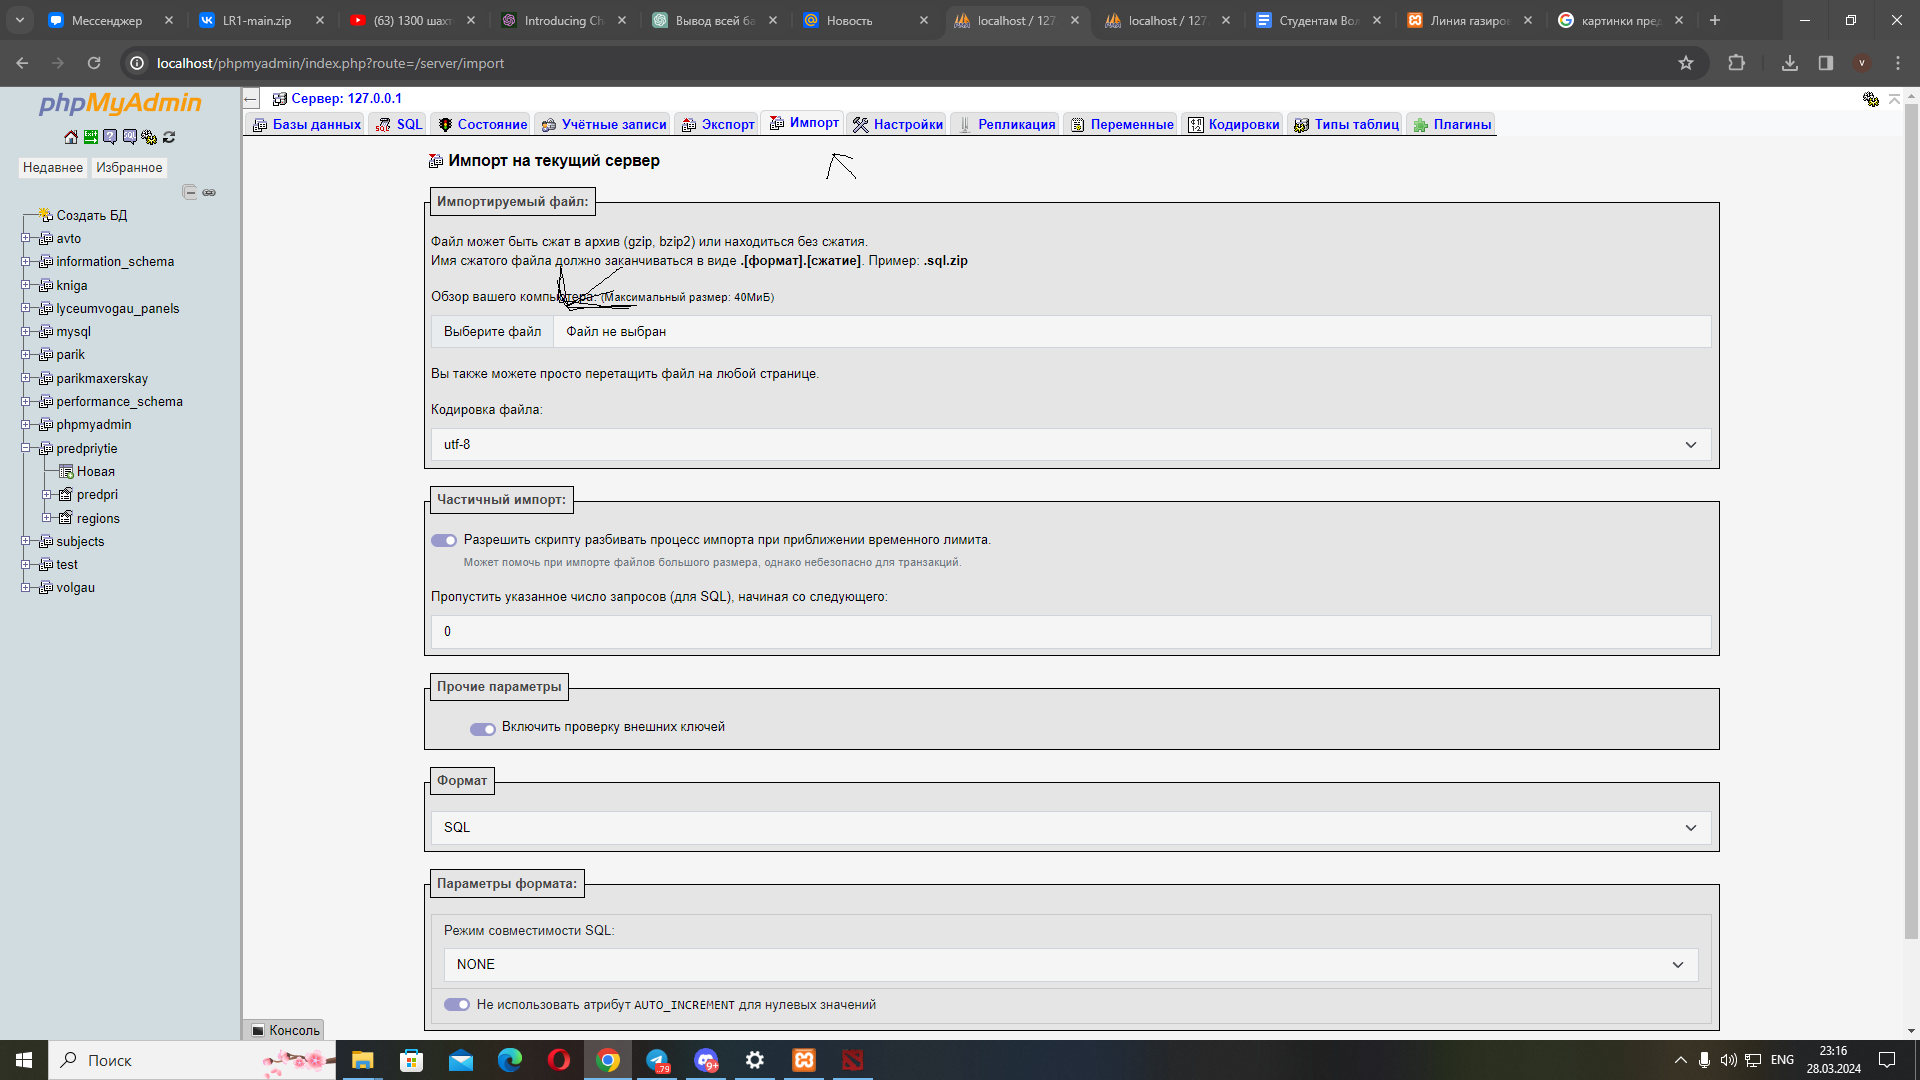 Мессенджер
LR1-main.zip
(63) 1300 шахт
Introducing Ch
Вывод всей ба
Новость
localhost / 127
localhost / 127
Студентам Вол
Линия газиров
картинки пред
localhost/phpmyadmin/index.php?route=/server/import
phpMyAdmin
Недавнее
Избранное
Создать БД
avto
information_schema
kniga
lyceumvogau_panels
mysql
parik
parikmaxerskay
performance_schema
phpmyadmin
predpriytie
Новая
predpri
regions
subjects
test
volgau
Сервер: 127.0.0.1
Базы данных
SQL
Состояние
Учётные записи
Экспорт
Импорт
Настройки
Репликация
Переменные
Кодировки
Типы таблиц
Плагины
Импорт на текущий сервер
Импортируемый файл:
Файл может быть сжат в архив (gzip, bzip2) или находиться без сжатия.
Имя сжатого файла должно заканчиваться в виде .[формат].[сжатие]. Пример: .sql.zip
Обзор вашего компьютера: (Максимальный размер: 40МиБ)
Выберите файл
Файл не выбран
Вы также можете просто перетащить файл на любой странице.
Кодировка файла:
utf-8
Частичный импорт:
Разрешить скрипту разбивать процесс импорта при приближении временного лимита.
Может помочь при импорте файлов большого размера, однако небезопасно для транзакций.
Пропустить указанное число запросов (для SQL), начиная со следующего:
0
Прочие параметры
Включить проверку внешних ключей
Формат
SQL
Параметры формата:
Режим совместимости SQL:
NONE
Не использовать атрибут AUTO_INCREMENT для нулевых значений
Консоль
Поиск
ENG
23:16
28.03.2024